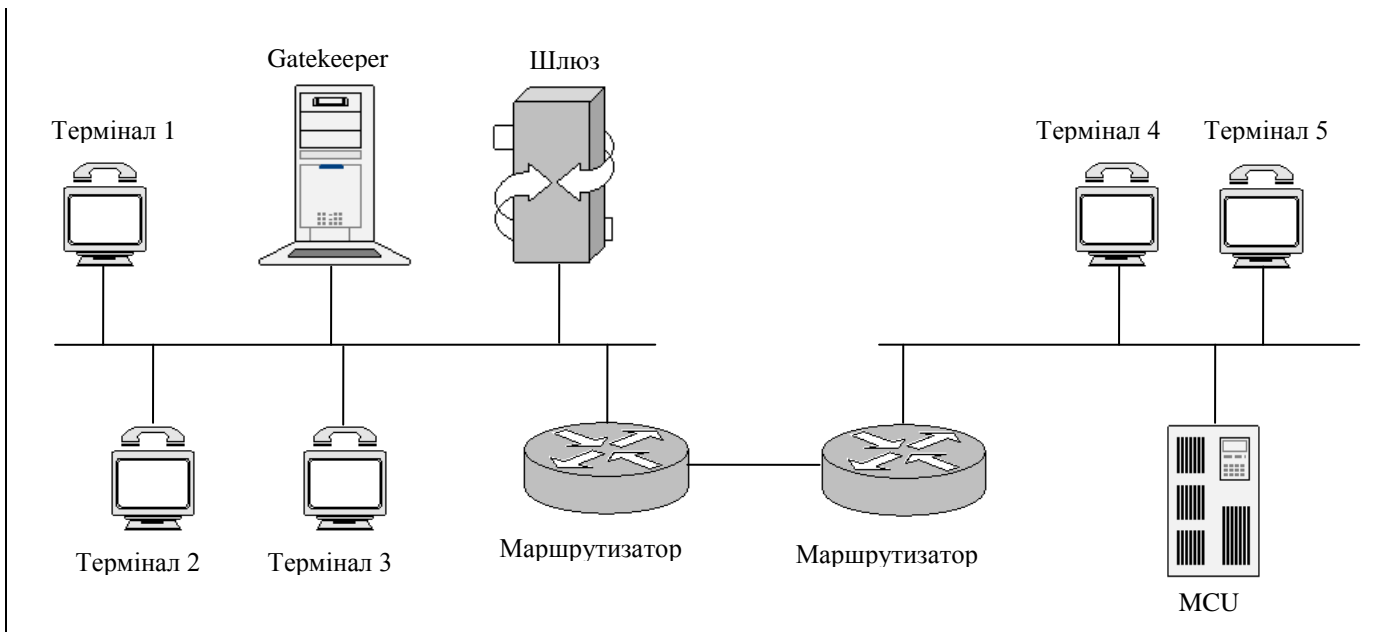 Gatekeeper
Шлюз
Термінал 1
Термінал 4
Термінал 5
Термінал 2
Термінал 3
Маршрутизатор
Маршрутизатор
MCU